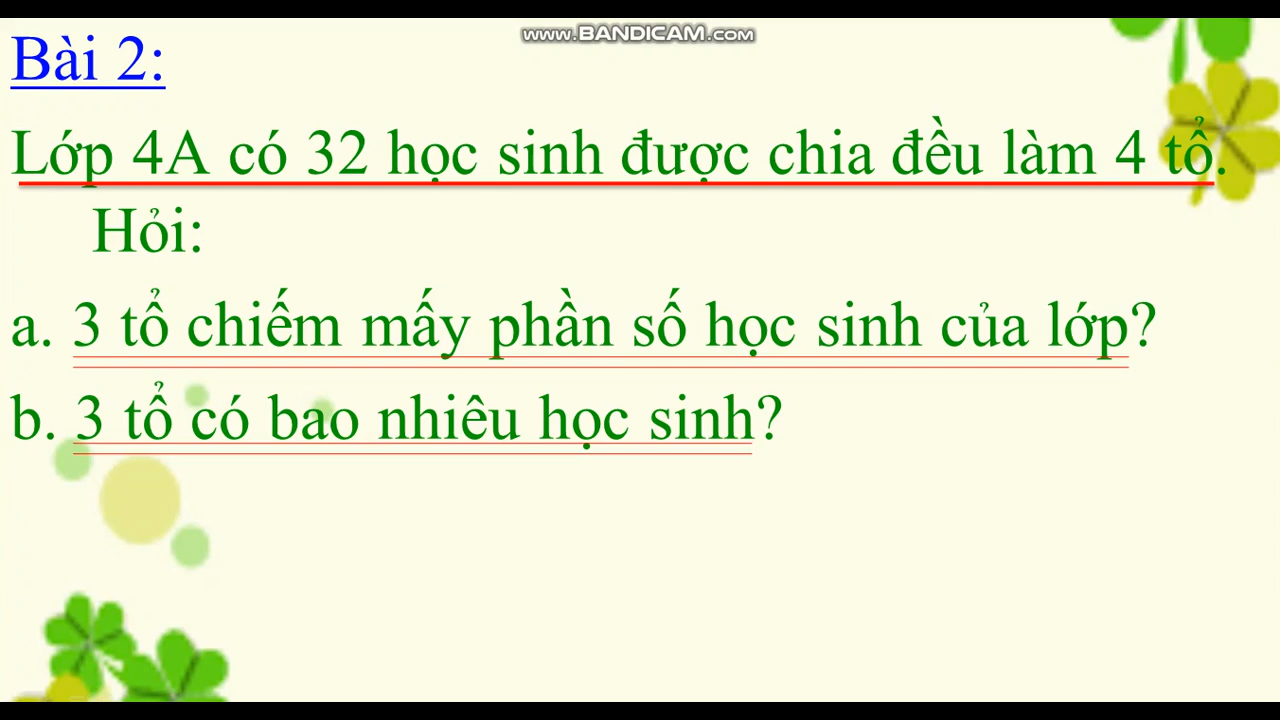 www.BANDICAM.com
Bài 2:
Lớp 4A có 32 học sinh được chia đều làm 4 tổ.
Hỏi:
a. 3 tổ chiếm mấy phần số học sinh của lớp?
b. 3 tổ có bao nhiêu học sinh?